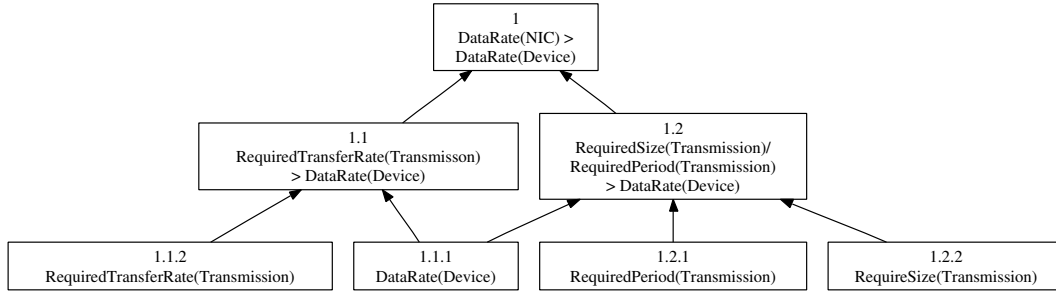 1
DataRate(NIC) >
DataRate(Device)
1.1
RequiredTransferRate(Transmisson)
> DataRate(Device)
1.2
RequiredSize(Transmission)/
RequiredPeriod(Transmission)
> DataRate(Device)
1.1.2
RequiredTransferRate(Transmission)
1.1.1
DataRate(Device)
1.2.1
RequiredPeriod(Transmission)
1.2.2
RequireSize(Transmission)